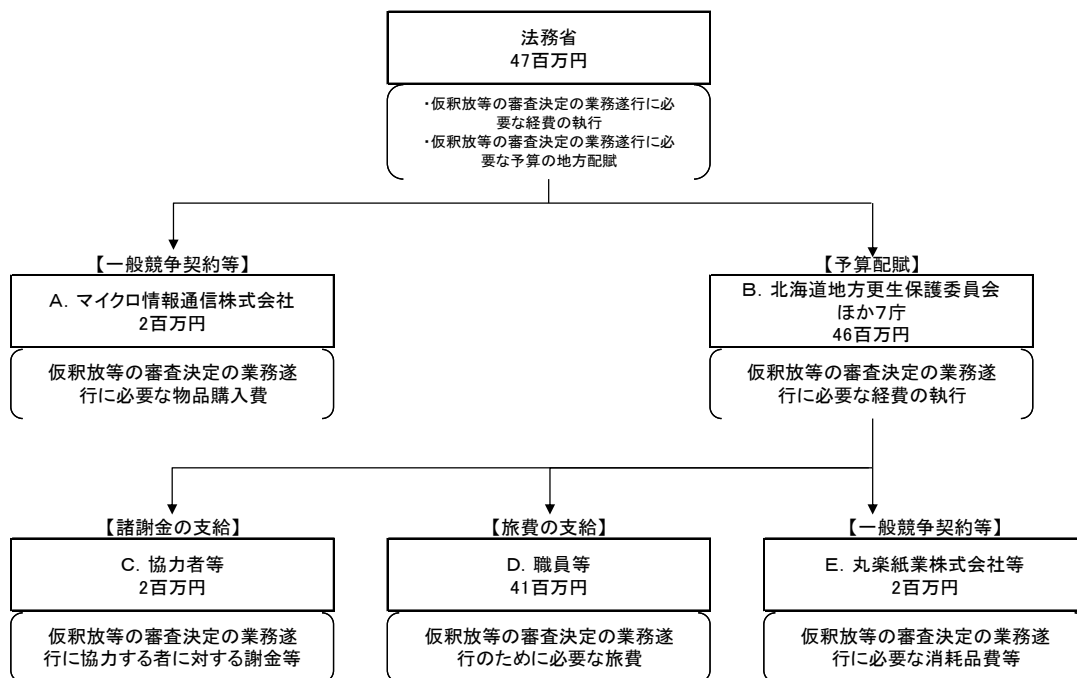 法務省
47百万円
・仮釈放等の審査決定の業務遂行に必
要な経費の執行
・仮釈放等の審査決定の業務遂行に必
要な予算の地方配賦
【一般競争契約等】
A．マイクロ情報通信株式会社
2百万円
仮釈放等の審査決定の業務遂
行に必要な物品購入費
【予算配賦】
B．北海道地方更生保護委員会
ほか7庁
46百万円
仮釈放等の審査決定の業務遂
行に必要な経費の執行
【諸謝金の支給】
C．協力者等
2百万円
仮釈放等の審査決定の業務遂
行に協力する者に対する謝金等
【旅費の支給】
D．職員等
41百万円
仮釈放等の審査決定の業務遂
行のために必要な旅費
【一般競争契約等】
E．丸楽紙業株式会社等
2百万円
仮釈放等の審査決定の業務遂
行に必要な消耗品費等